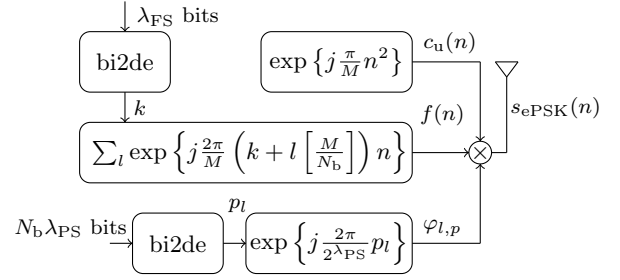 λ_FS bits
bi2de
exp { j π/M n² }
c_u(n)
k
f(n)
s_ePSK(n)
∑_l exp { j 2π/M ( k + l [ M/N_b ] ) n }
×
N_b λ_PS bits
p_l
bi2de
exp { j 2π/2^{λ_PS} p_l }
φ_{l,p}